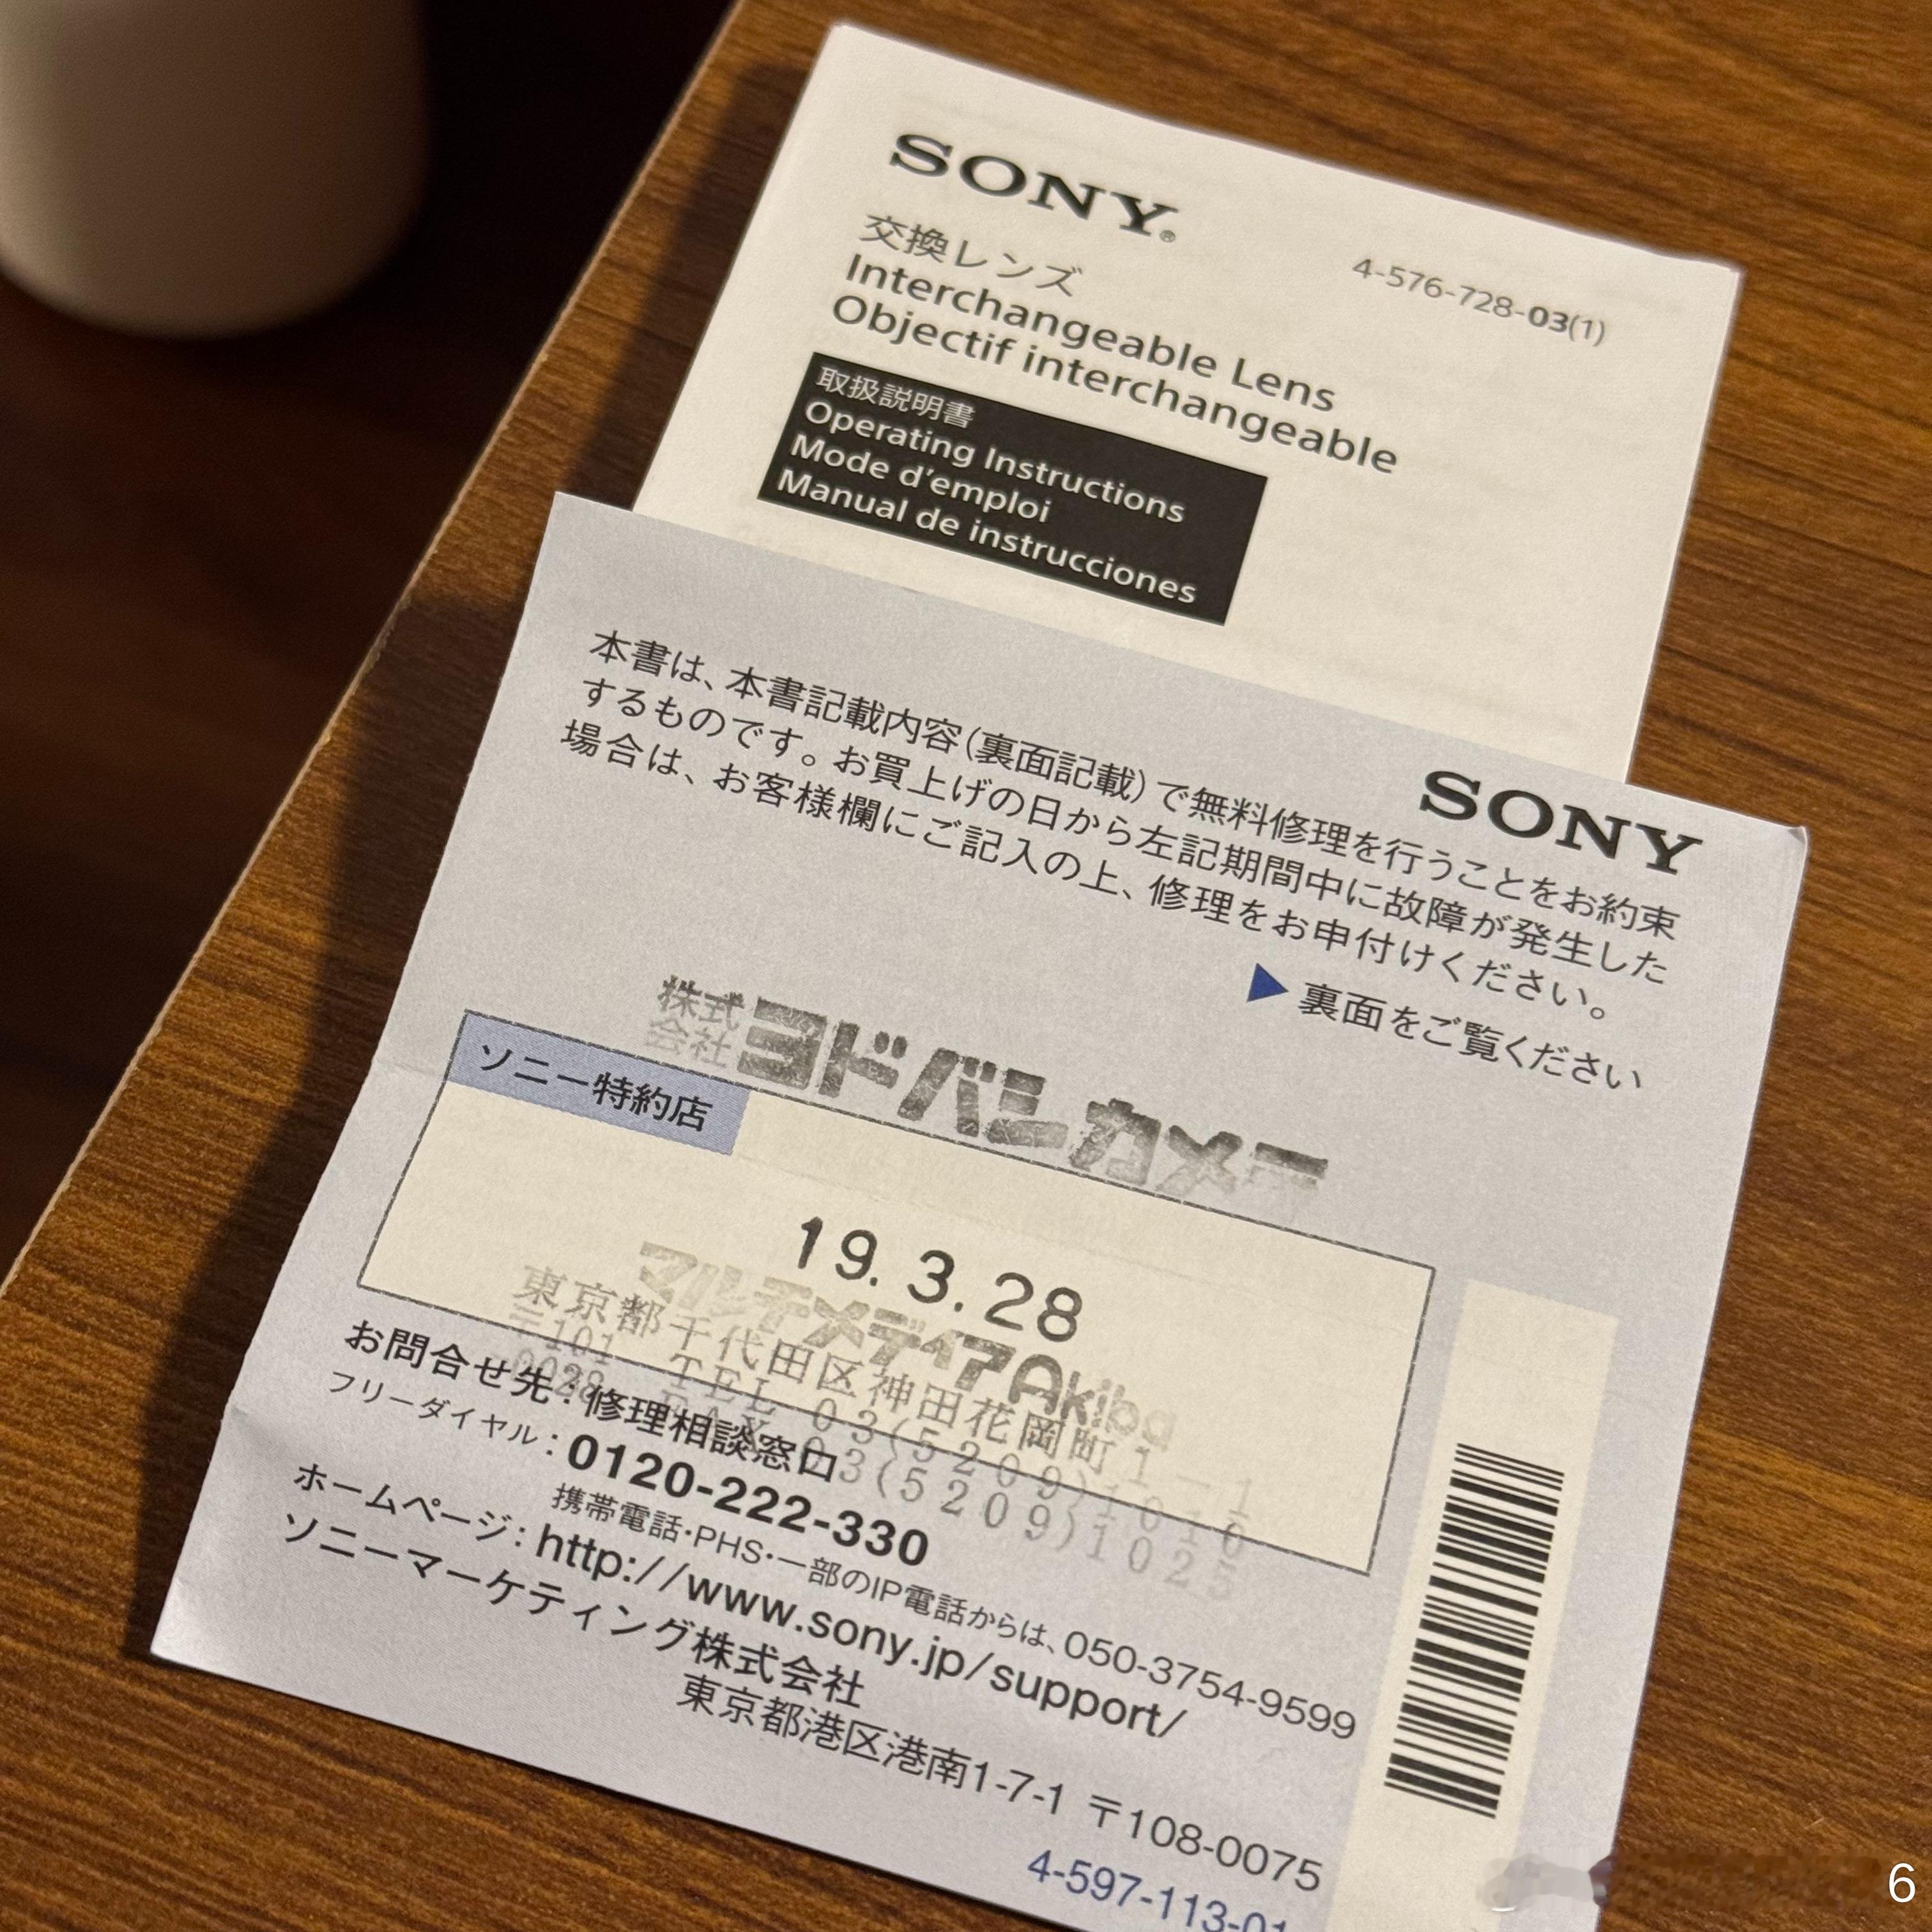 SONY®
交換レンズ
Interchangeable Lens
Objectif interchangeable
4-576-728-03(1)
取扱説明書
Operating Instructions
Mode d'emploi
Manual de instrucciones
SONY
本書は、本書記載内容（裏面記載）で無料修理を行うことをお約束
するものです。お買上げの日から左記期間中に故障が発生した
場合は、お客様欄にご記入の上、修理をお申付けください。
▶裏面をご覧ください
株式会社ヨドバシカメラ
ソニー特約店
19.3.28
マルチメディアAkiba
東京都千代田区神田花岡町1-1
〒101-0028 TEL 03(5209)1010
FAX 03(5209)1025
お問合せ先：修理相談窓口
フリーダイヤル：0120-222-330
携帯電話・PHS・一部のIP電話からは、050-3754-9599
ホームページ：http://www.sony.jp/support/
ソニーマーケティング株式会社
東京都港区港南1-7-1 〒108-0075
4-597-113-01
6